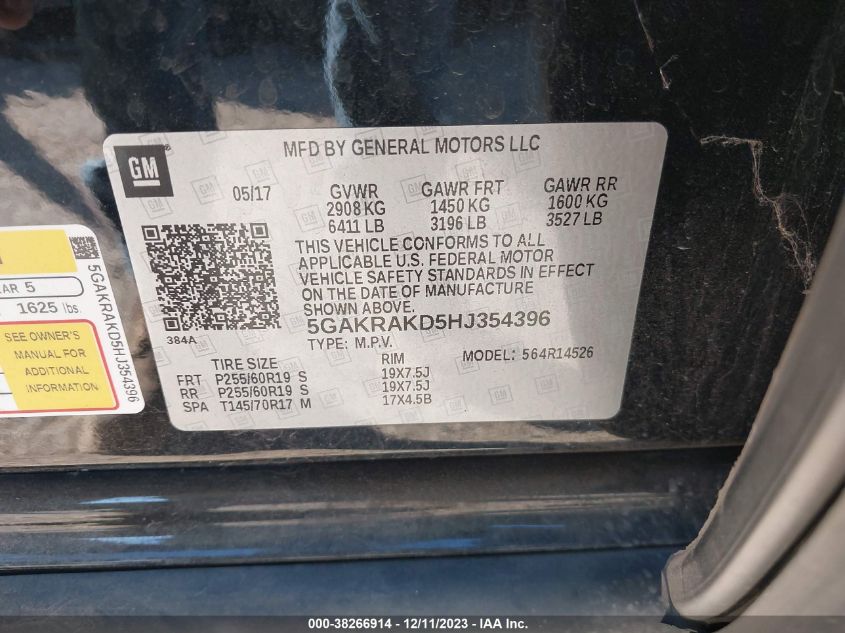 GM
MFD BY GENERAL MOTORS LLC
05/17
GVWR GAWR FRT GAWR RR
2908 KG 1450 KG 1600 KG
6411 LB 3196 LB 3527 LB
THIS VEHICLE CONFORMS TO ALL
APPLICABLE U.S. FEDERAL MOTOR
VEHICLE SAFETY STANDARDS IN EFFECT
ON THE DATE OF MANUFACTURE
SHOWN ABOVE.
384A
5GAKRAKD5HJ354396
TYPE: M.P.V. MODEL: 564R14526
TIRE SIZE RIM
FRT P255/60R19 S 19X7.5J
RR P255/60R19 S 19X7.5J
SPA T145/70R17 M 17X4.5B
5
1625 lbs.
SEE OWNER'S
MANUAL FOR
ADDITIONAL
INFORMATION
5GAKRAKD5HJ354396
000-38266914 - 12/11/2023 - IAA Inc.